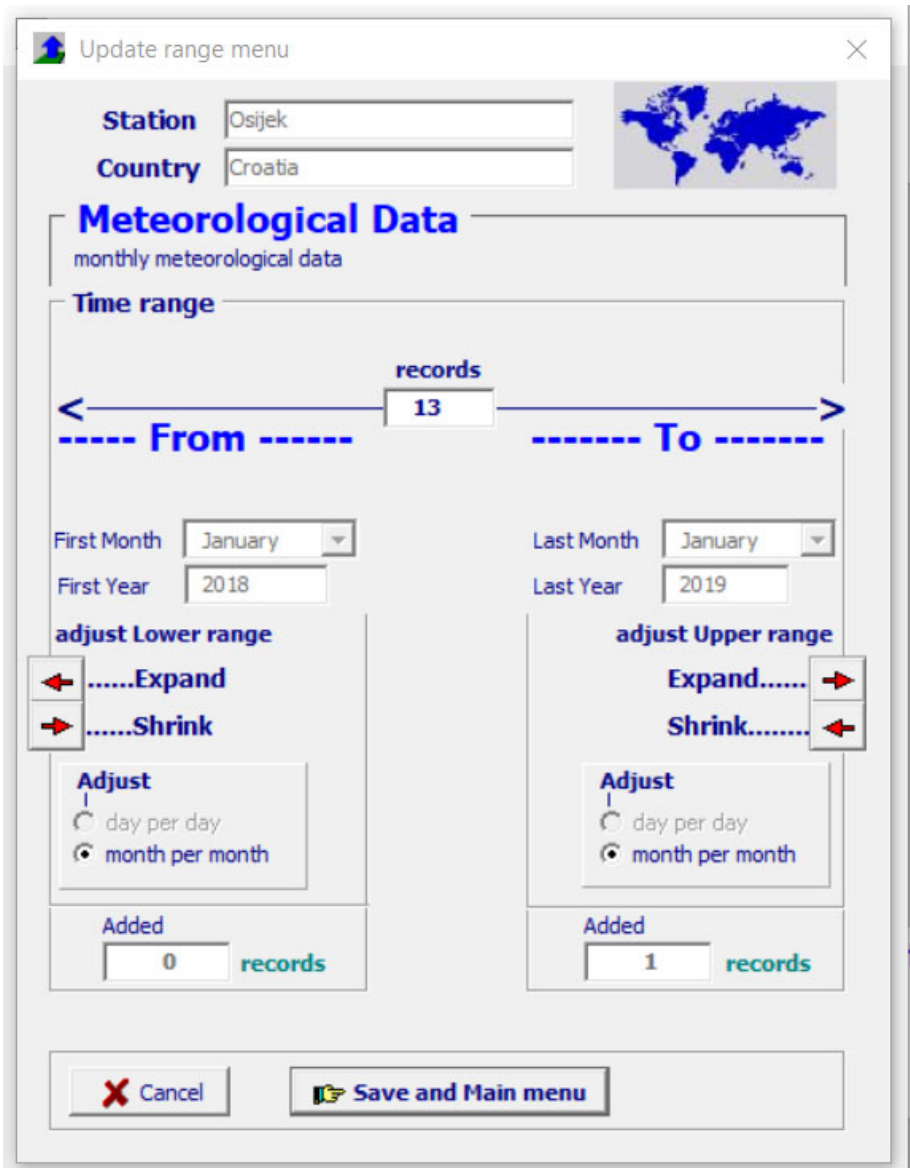 Update range menu
Station Osijek
Country Croatia
Meteorological Data
monthly meteorological data
Time range
records
13
< >
----- From ------ ------- To -------
First Month January Last Month January
First Year 2018 Last Year 2019
adjust Lower range adjust Upper range
......Expand Expand......
......Shrink Shrink........
Adjust Adjust
day per day day per day
month per month month per month
Added Added
0 records 1 records
Cancel Save and Main menu